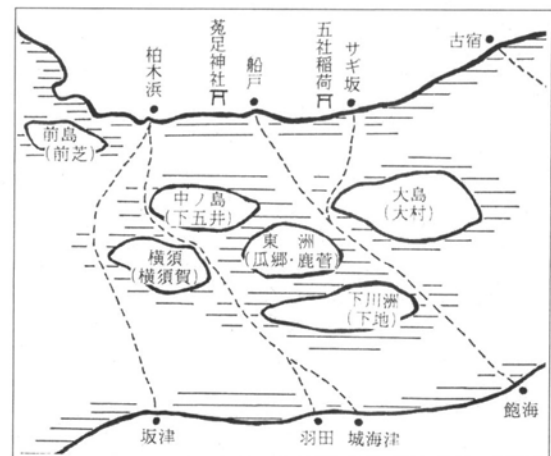 古宿
サギ坂
五社稲荷
船戸
菟足神社
柏木浜
前島
(前芝)
中ノ島
(下五井)
大島
(大村)
東洲
(瓜郷・鹿菅)
横須
(横須賀)
下川洲
(下地)
飽海
坂津
羽田
城海津